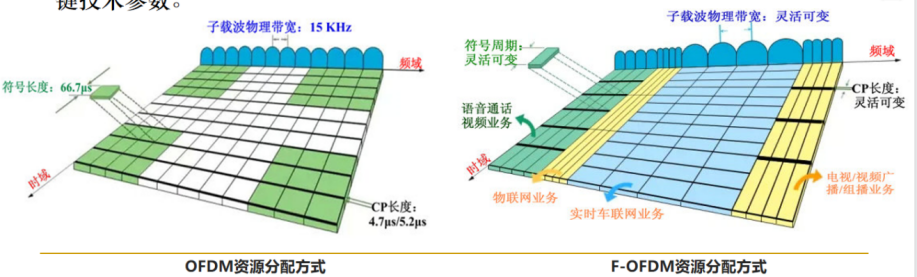 键技术参数。
子载波物理带宽：15 KHz
频域
符号长度：66.7μs
时域
CP长度：
4.7μs/5.2μs
OFDM资源分配方式
子载波物理带宽：灵活可变
符号周期：
灵活可变
频域
CP长度：
灵活可变
语音通话
视频业务
时域
物联网业务
实时车联网业务
电视/视频广
播/组播业务
F-OFDM资源分配方式